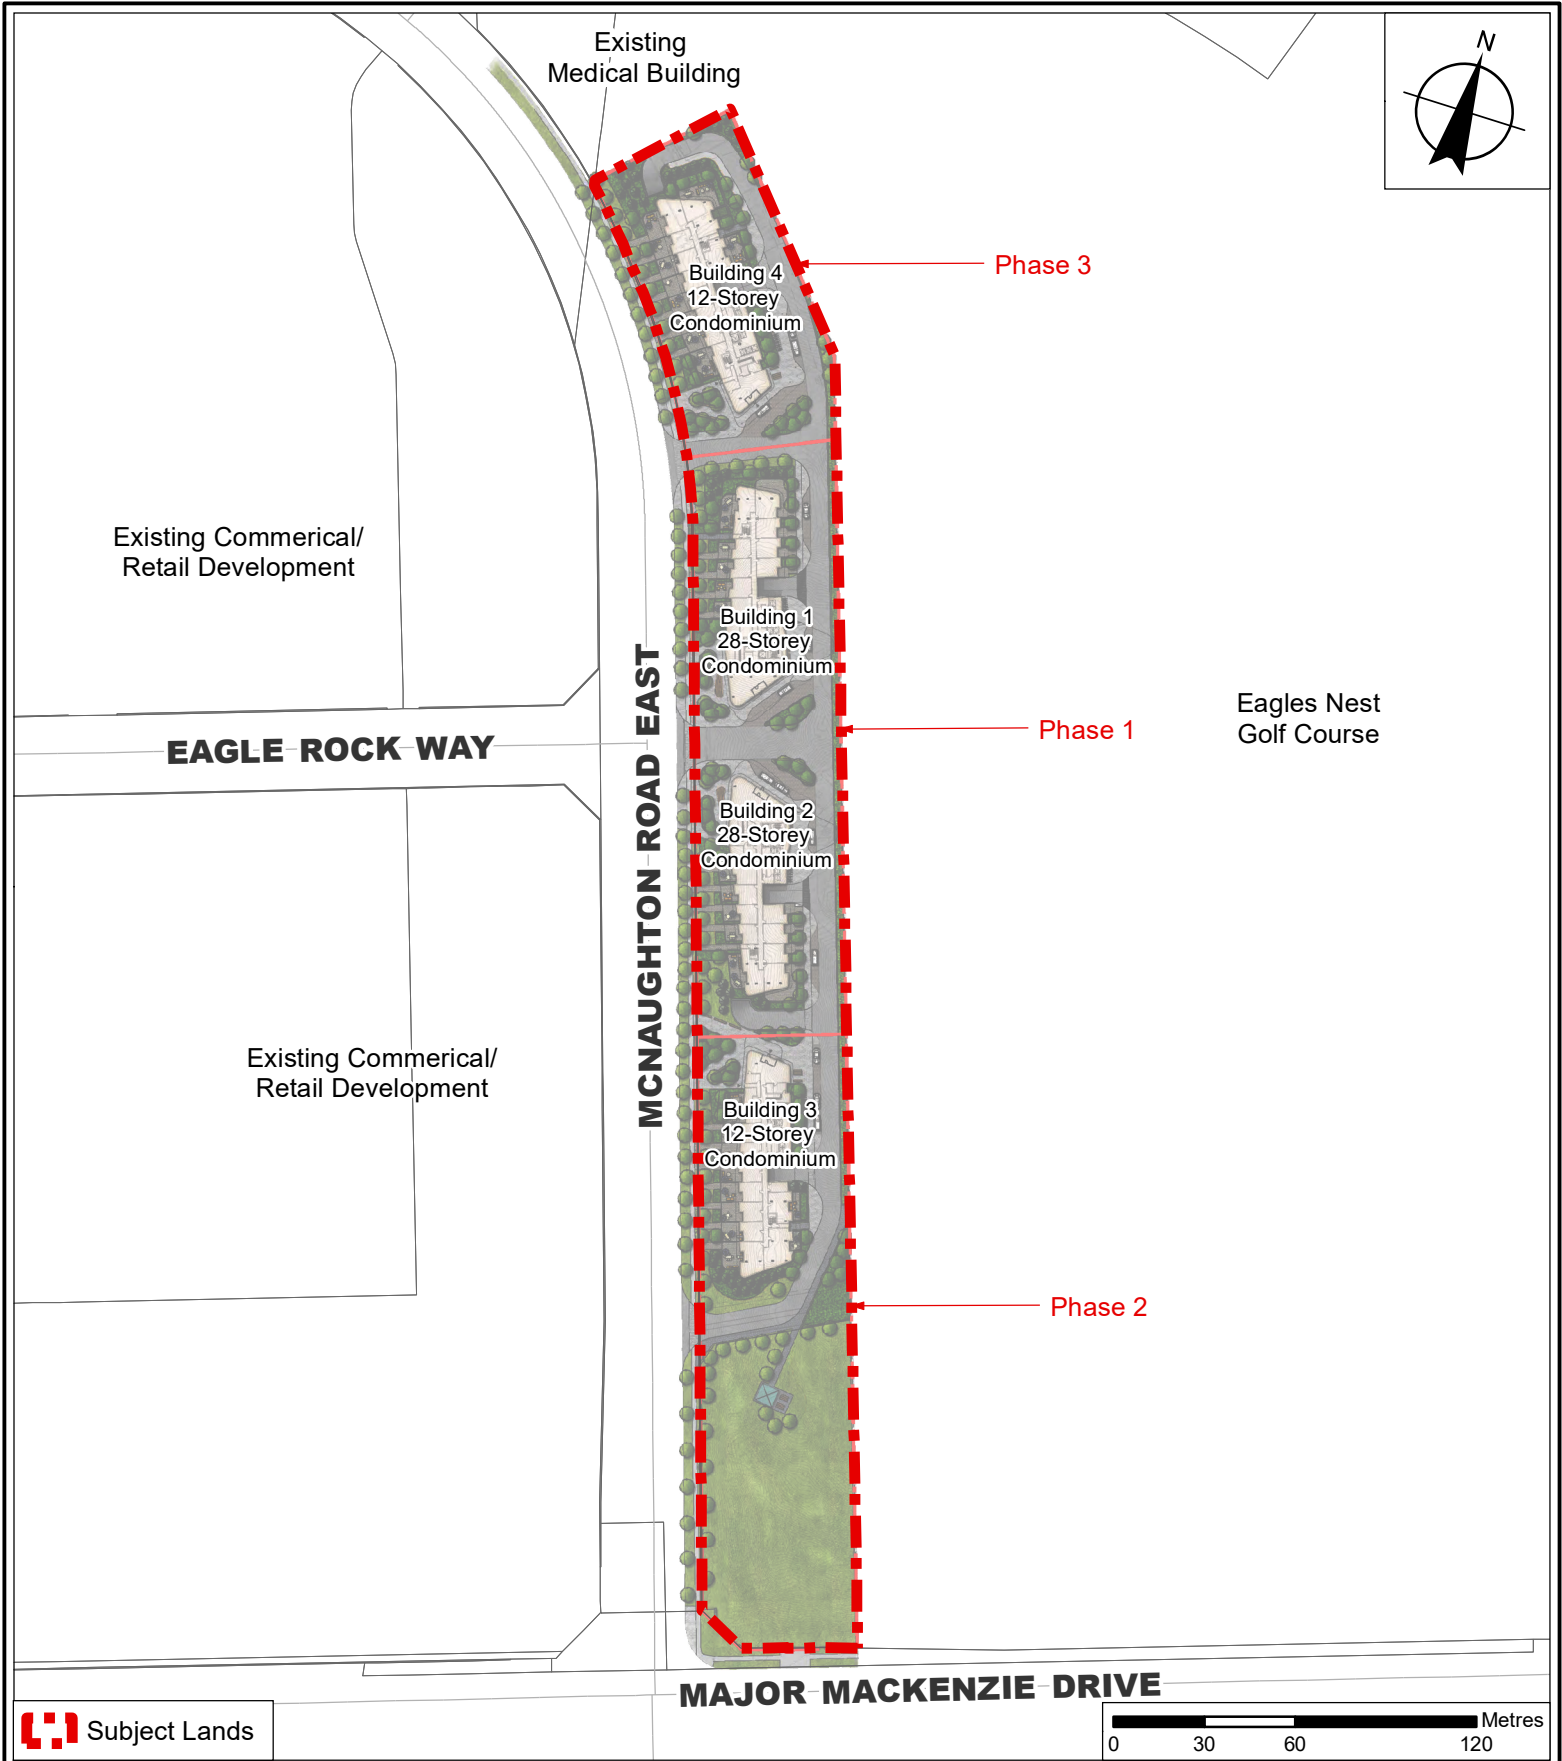 Existing
Medical Building
N
Building 4
12-Storey
Condominium
Phase 3
Existing Commerical/
Retail Development
Building 1
28-Storey
Condominium
MCNAUGHTON ROAD EAST
EAGLE ROCK WAY
Phase 1
Eagles Nest
Golf Course
Building 2
28-Storey
Condominium
Existing Commerical/
Retail Development
Building 3
12-Storey
Condominium
Phase 2
MAJOR MACKENZIE DRIVE
Subject Lands
Metres
0 30 60 120